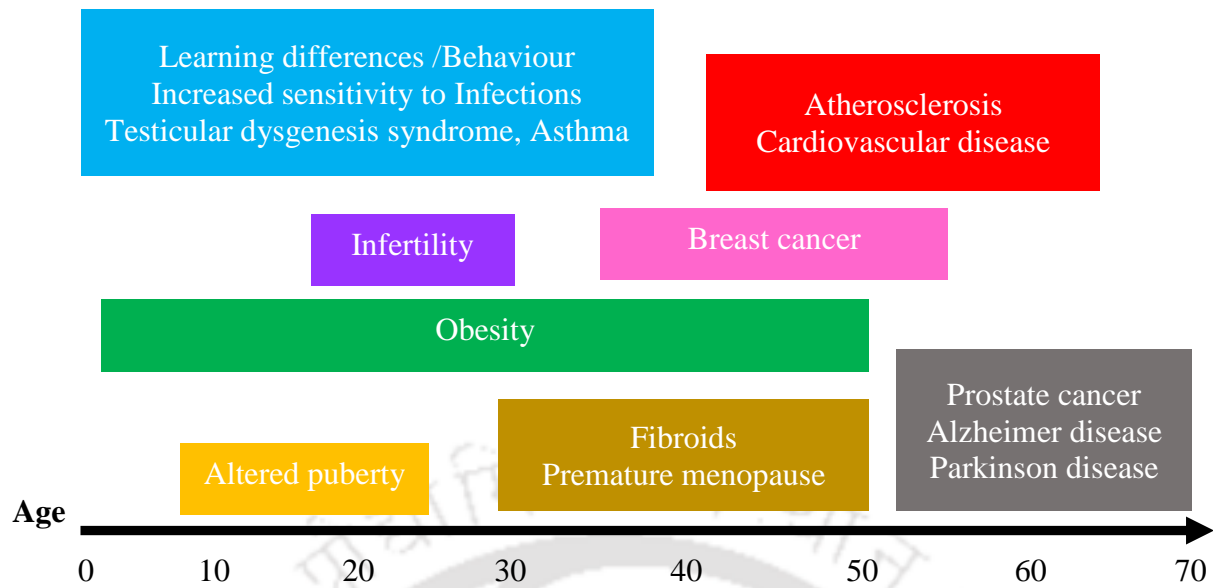 Learning differences /Behaviour
Increased sensitivity to Infections
Testicular dysgenesis syndrome, Asthma
Atherosclerosis
Cardiovascular disease
Infertility
Breast cancer
Obesity
Prostate cancer
Alzheimer disease
Parkinson disease
Fibroids
Premature menopause
Altered puberty
Age
0 10 20 30 40 50 60 70